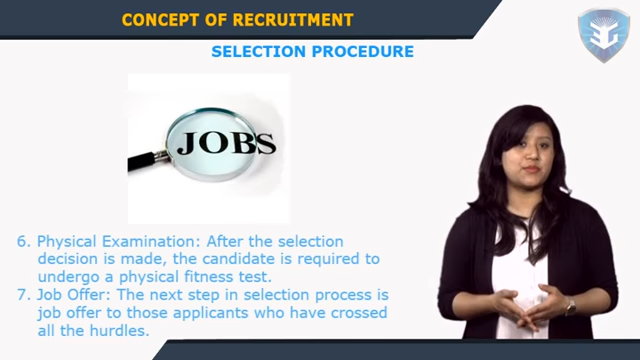 CONCEPT OF RECRUITMENT
SELECTION PROCEDURE
JOBS
6. Physical Examination: After the selection
decision is made, the candidate is required to
undergo a physical fitness test.
7. Job Offer: The next step in selection process is
job offer to those applicants who have crossed
all the hurdles.